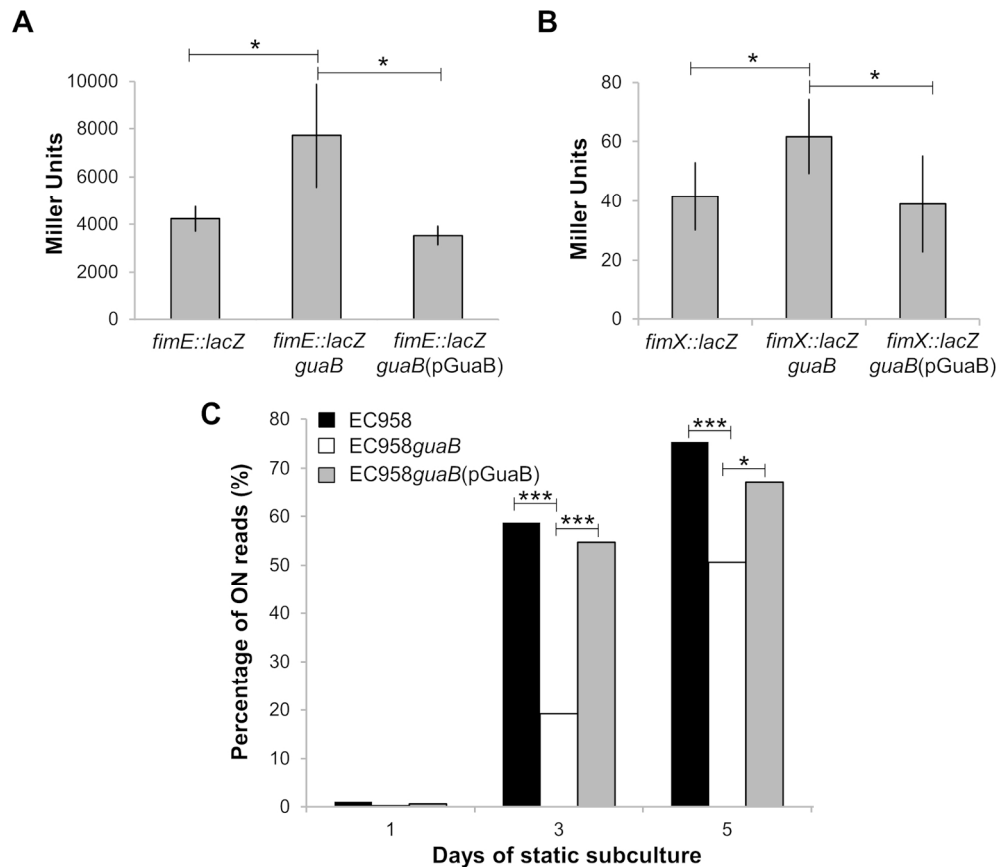 A
*
*
10000
8000
6000
4000
2000
0
Miller Units
fimE::lacZ
fimE::lacZ
guaB
fimE::lacZ
guaB(pGuaB)
B
*
*
80
60
40
20
0
Miller Units
fimX::lacZ
fimX::lacZ
guaB
fimX::lacZ
guaB(pGuaB)
C
EC958
EC958guaB
EC958guaB(pGuaB)
***
***
***
*
80
70
60
50
40
30
20
10
0
Percentage of ON reads (%)
1 3 5
Days of static subculture